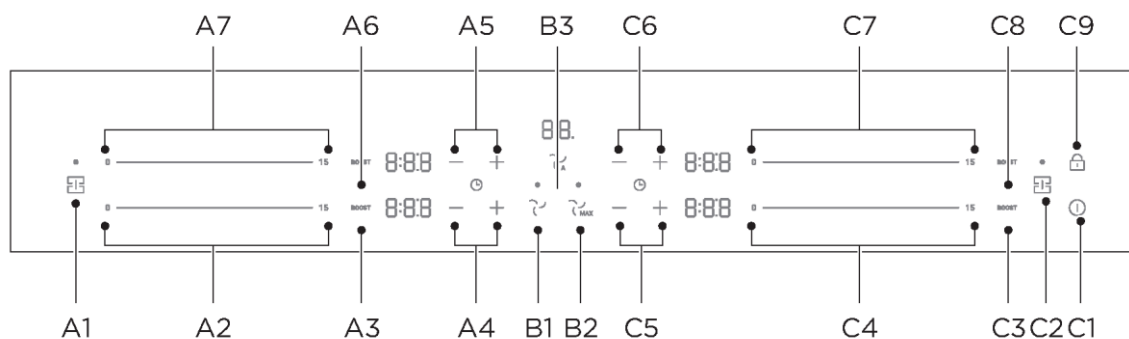 A7 A6 A5 B3 C6 C7 C8 C9
88.
0 15 BOOST 8:8.8 − + − + 8:8.8 0 15 BOOST
A
0 15 BOOST 8:8.8 − + MAX − + 8:8.8 0 15 BOOST
A1 A2 A3 A4 B1 B2 C5 C4 C3 C2 C1